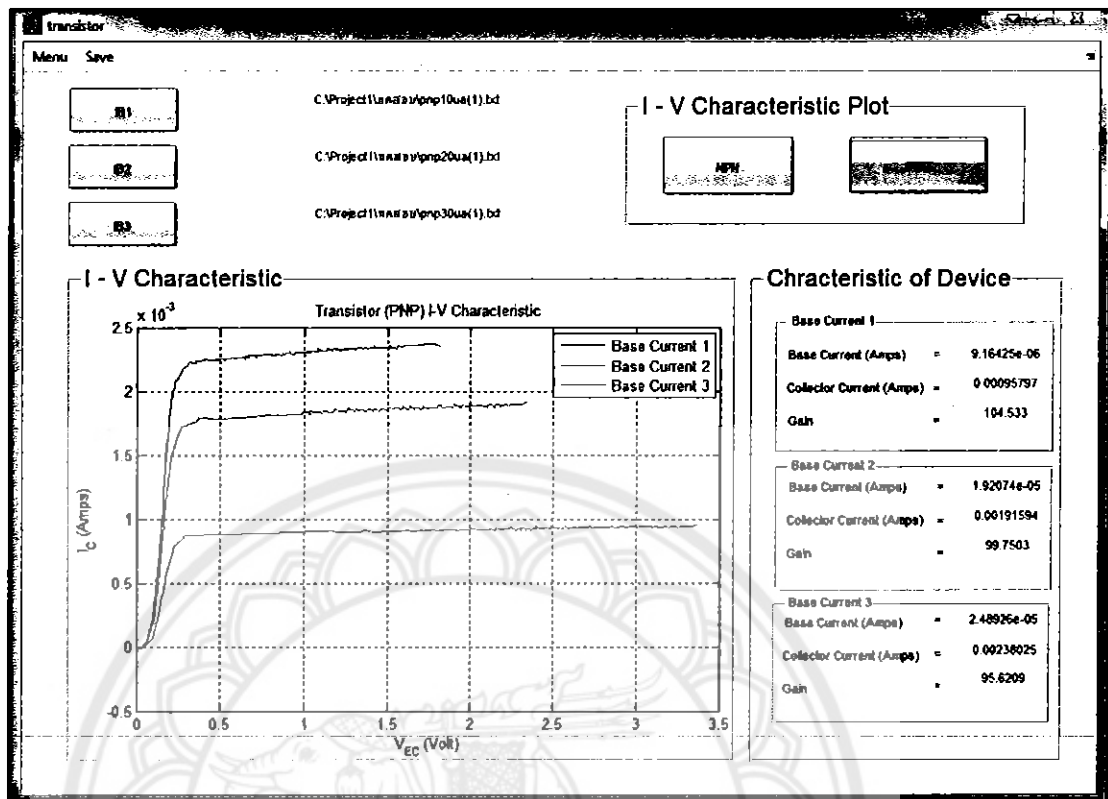 transistor
Menu Save
B1
C:\Project1\
\pnp10ua(1).txt
B2
C:\Project1\
\pnp20ua(1).txt
B3
C:\Project1\
\pnp30ua(1).txt
I - V Characteristic Plot
NPN
I - V Characteristic
Transistor (PNP) I-V Characteristic
x 10⁻³
2.5
2
1.5
1
0.5
0
-0.5
I_C (Amps)
0 0.5 1 1.5 2 2.5 3 3.5
V_EC (Volt)
Base Current 1
Base Current 2
Base Current 3
Chracteristic of Device
Base Current 1
Base Current (Amps) = 9.16425e-06
Collector Current (Amps) = 0.00095797
Gain = 104.533
Base Current 2
Base Current (Amps) = 1.92074e-05
Collector Current (Amps) = 0.00191594
Gain = 99.7503
Base Current 3
Base Current (Amps) = 2.48926e-05
Collector Current (Amps) = 0.00238025
Gain = 95.6209